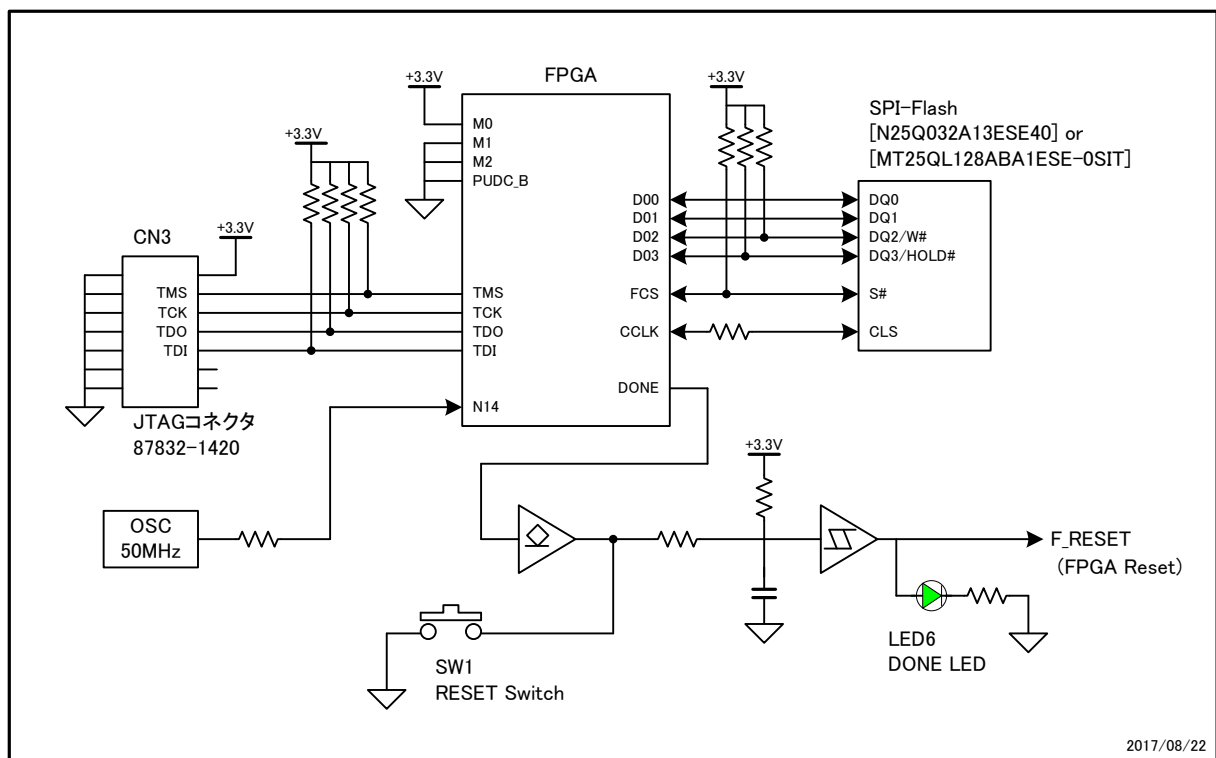 FPGA
+3.3V
M0
M1
M2
PUDC_B
TMS
TCK
TDO
TDI
N14
D00
D01
D02
D03
FCS
CCLK
DONE
+3.3V
SPI-Flash
[N25Q032A13ESE40] or
[MT25QL128ABA1ESE-0SIT]
DQ0
DQ1
DQ2/W#
DQ3/HOLD#
S#
CLS
+3.3V
+3.3V
CN3
TMS
TCK
TDO
TDI
JTAGコネクタ
87832-1420
OSC
50MHz
SW1
RESET Switch
+3.3V
F_RESET
(FPGA Reset)
LED6
DONE LED
2017/08/22